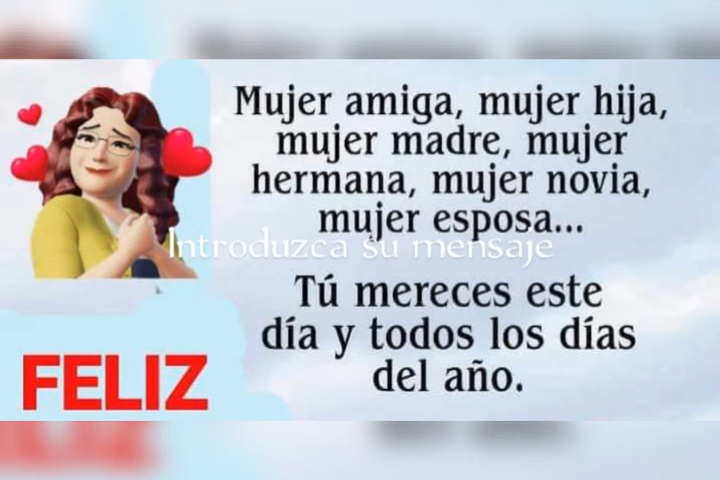 Mujer amiga, mujer hija,
mujer madre, mujer
hermana, mujer novia,
mujer esposa...
Introduzca su mensaje
Tú mereces este
día y todos los días
del año.
FELIZ